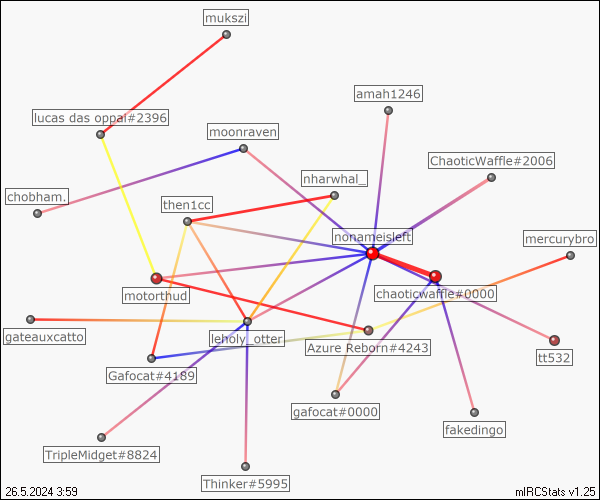 mukszi
amah1246
lucas das oppal#2396
moonraven
ChaoticWaffle#2006
nharwhal_
chobham.
then1cc
nonameisleft
mercurybro
motorthud
chaoticwaffle#0000
gateauxcatto
leholy_otter
Azure Reborn#4243
tt532
Gafocat#4189
gafocat#0000
fakedingo
TripleMidget#8824
Thinker#5995
26.5.2024 3:59
mIRCStats v1.25